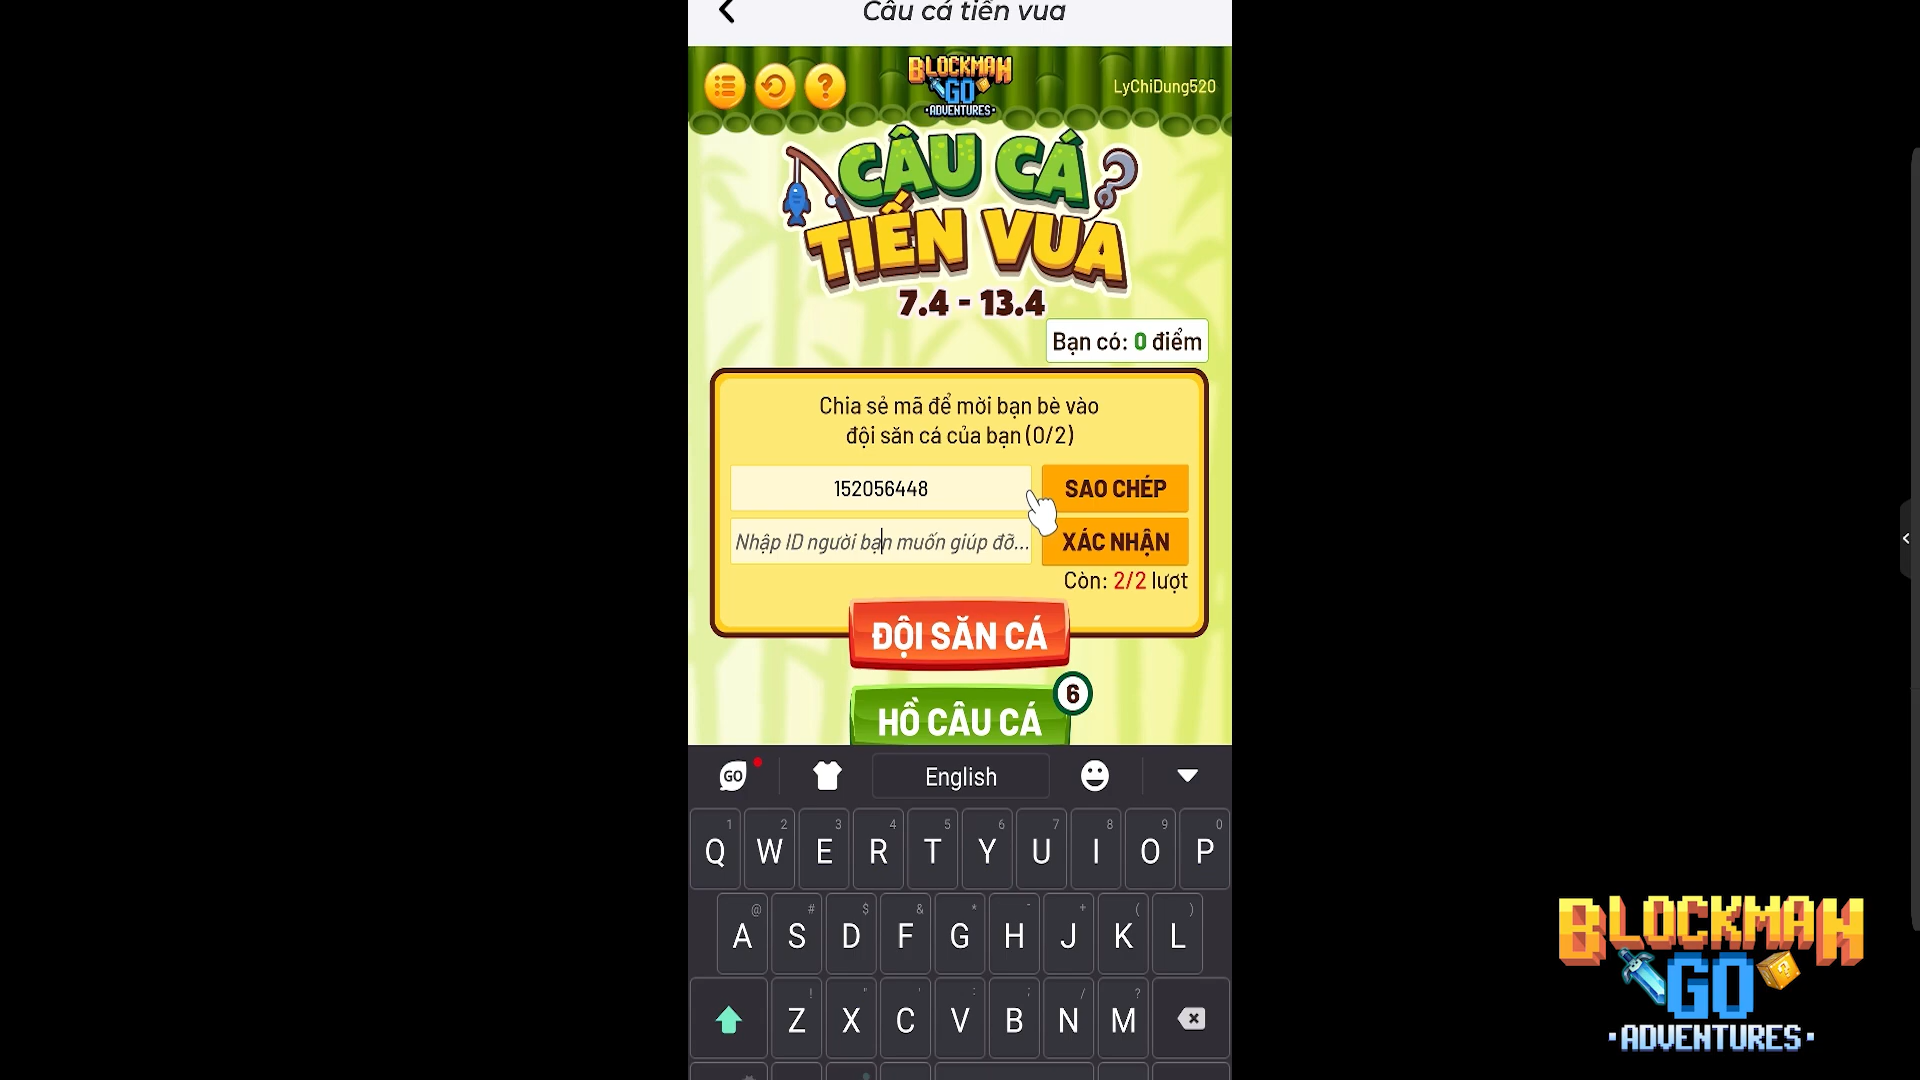 Câu cá tiến vua
BLOCKMAN
GO
·ADVENTURES·
LyChiDung520
CÂU CÁ
TIẾN VUA
7.4 - 13.4
Bạn có: 0 điểm
Chia sẻ mã để mời bạn bè vào
đội săn cá của bạn (0/2)
152056448
SAO CHÉP
Nhập ID người bạn muốn giúp đỡ...
XÁC NHẬN
Còn: 2/2 lượt
ĐỘI SĂN CÁ
6
HỒ CÂU CÁ
GO
English
1 2 3 4 5 6 7 8 9 0
Q W E R T Y U I O P
@ # $ & * - + ( )
A S D F G H J K L
! " ' : ; / ?
Z X C V B N M
BLOCKMAN
GO
·ADVENTURES·